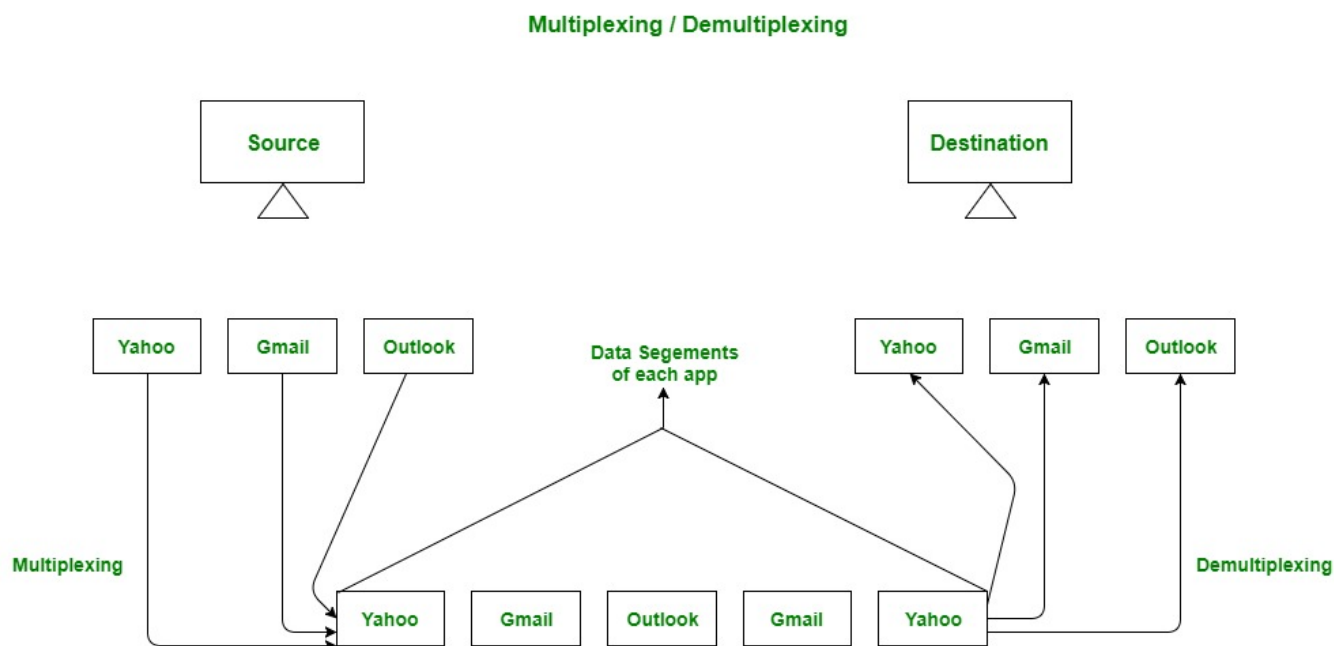 Multiplexing / Demultiplexing
Source
Destination
Yahoo
Gmail
Outlook
Data Segements
of each app
Yahoo
Gmail
Outlook
Multiplexing
Demultiplexing
Yahoo
Gmail
Outlook
Gmail
Yahoo